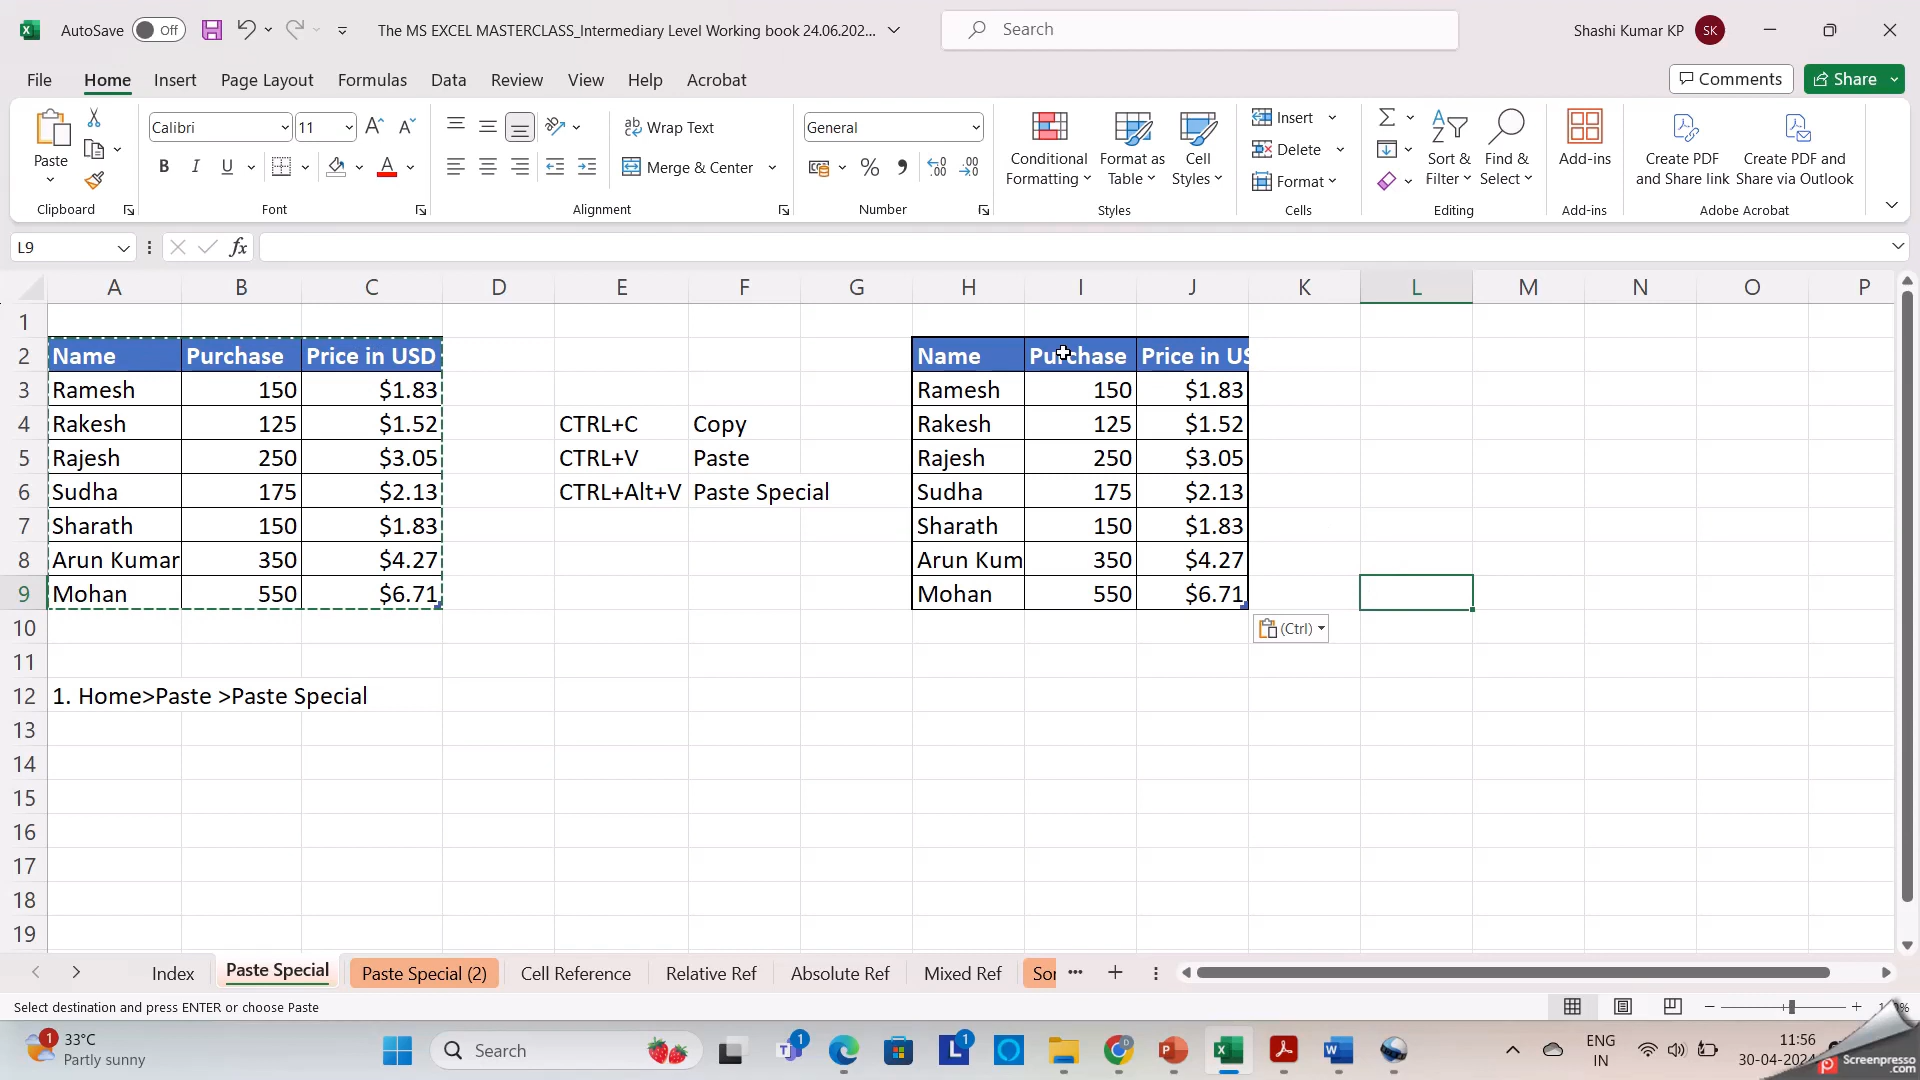 AutoSave Off The MS EXCEL MASTERCLASS_Intermediary Level Working book 24.06.202... Search Shashi Kumar KP SK
File Home Insert Page Layout Formulas Data Review View Help Acrobat Comments Share
Paste
Clipboard
Calibri 11
B I U A
Font
Wrap Text
Merge & Center
Alignment
General
% ,
Number
Conditional Formatting
Format as Table
Cell Styles
Styles
Insert
Delete
Format
Cells
Sort & Filter
Find & Select
Editing
Add-ins
Add-ins
Create PDF and Share link
Create PDF and Share via Outlook
Adobe Acrobat
L9 fx
A B C D E F G H I J K L M N O P
1
2 Name Purchase Price in USD Name Purchase Price in US
3 Ramesh 150 $1.83 Ramesh 150 $1.83
4 Rakesh 125 $1.52 CTRL+C Copy Rakesh 125 $1.52
5 Rajesh 250 $3.05 CTRL+V Paste Rajesh 250 $3.05
6 Sudha 175 $2.13 CTRL+Alt+V Paste Special Sudha 175 $2.13
7 Sharath 150 $1.83 Sharath 150 $1.83
8 Arun Kumar 350 $4.27 Arun Kum 350 $4.27
9 Mohan 550 $6.71 Mohan 550 $6.71
10 (Ctrl)
11
12 1. Home>Paste >Paste Special
13
14
15
16
17
18
19
Index Paste Special Paste Special (2) Cell Reference Relative Ref Absolute Ref Mixed Ref Sor
Select destination and press ENTER or choose Paste
33°C
Partly sunny
Search
ENG
IN
11:56
30-04-2024
Screenpresso
.com